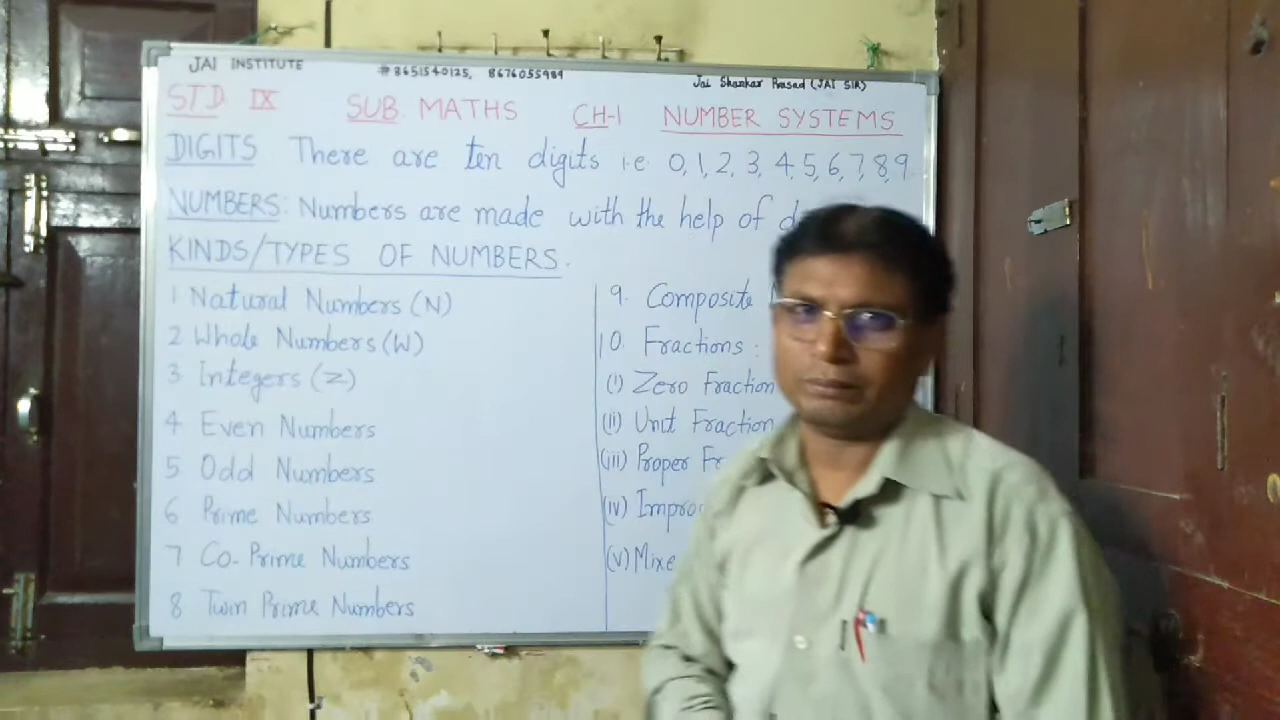 JAI INSTITUTE #8651540125, 8676055989 Jai Shankar Prasad (JAI SIR)
STD IX SUB. MATHS CH-1 NUMBER SYSTEMS
DIGITS There are ten digits i.e 0, 1, 2, 3, 4, 5, 6, 7, 8, 9.
NUMBERS: Numbers are made with the help of
KINDS/TYPES OF NUMBERS.
1 Natural Numbers (N)
2 Whole Numbers (W)
3 Integers (Z)
4 Even Numbers
5 Odd Numbers
6 Prime Numbers
7 Co-Prime Numbers
8 Twin Prime Numbers
9. Composite
10. Fractions:
(i) Zero Fraction
(ii) Unit Fraction
(iii) Proper Fr
(iv) Impro
(v) Mixe